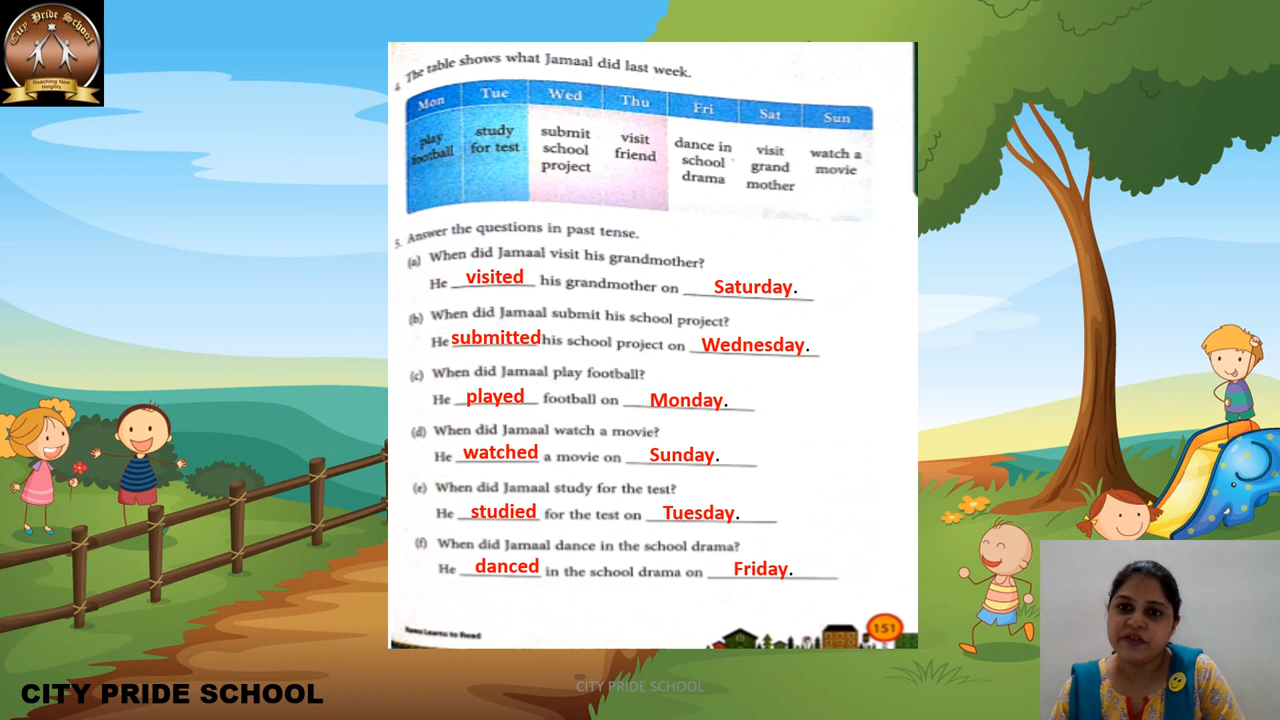 City Pride School
Reaching New
Heights
4. The table shows what Jamaal did last week.
Mon Tue Wed Thu Fri Sat Sun
play football
study for test
submit school project
visit friend
dance in school drama
visit grand mother
watch a movie
5. Answer the questions in past tense.
(a) When did Jamaal visit his grandmother?
He visited his grandmother on Saturday.
(b) When did Jamaal submit his school project?
He submitted his school project on Wednesday.
(c) When did Jamaal play football?
He played football on Monday.
(d) When did Jamaal watch a movie?
He watched a movie on Sunday.
(e) When did Jamaal study for the test?
He studied for the test on Tuesday.
(f) When did Jamaal dance in the school drama?
He danced in the school drama on Friday.
Learns to Read
151
CITY PRIDE SCHOOL
CITY PRIDE SCHOOL